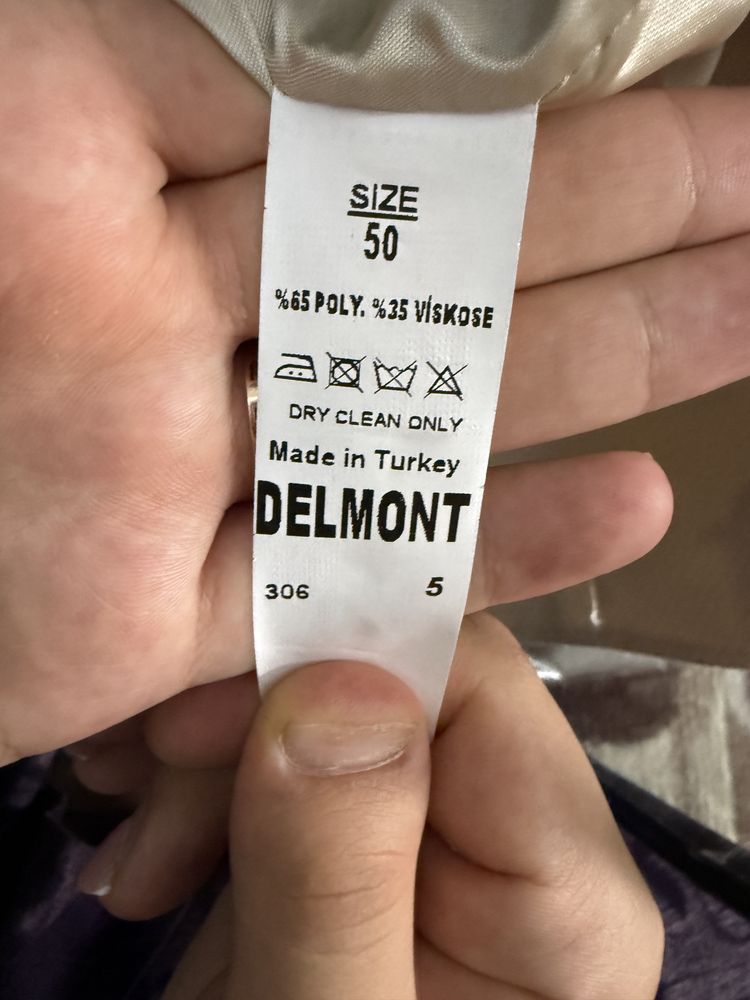 SIZE
50
%65 POLY. %35 VİSKOSE
DRY CLEAN ONLY
Made in Turkey
DELMONT
306 5